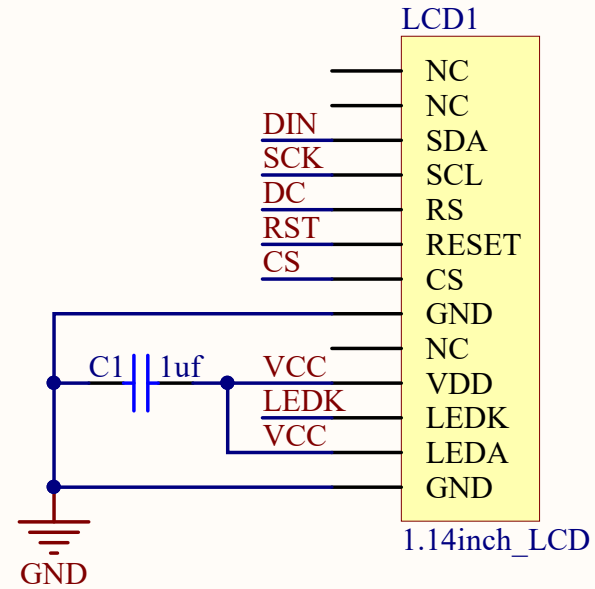 LCD1
NC
NC
DIN SDA
SCK SCL
DC RS
RST RESET
CS CS
GND
NC
C1 1uf VCC VDD
LEDK LEDK
VCC LEDA
GND
1.14inch_LCD
GND